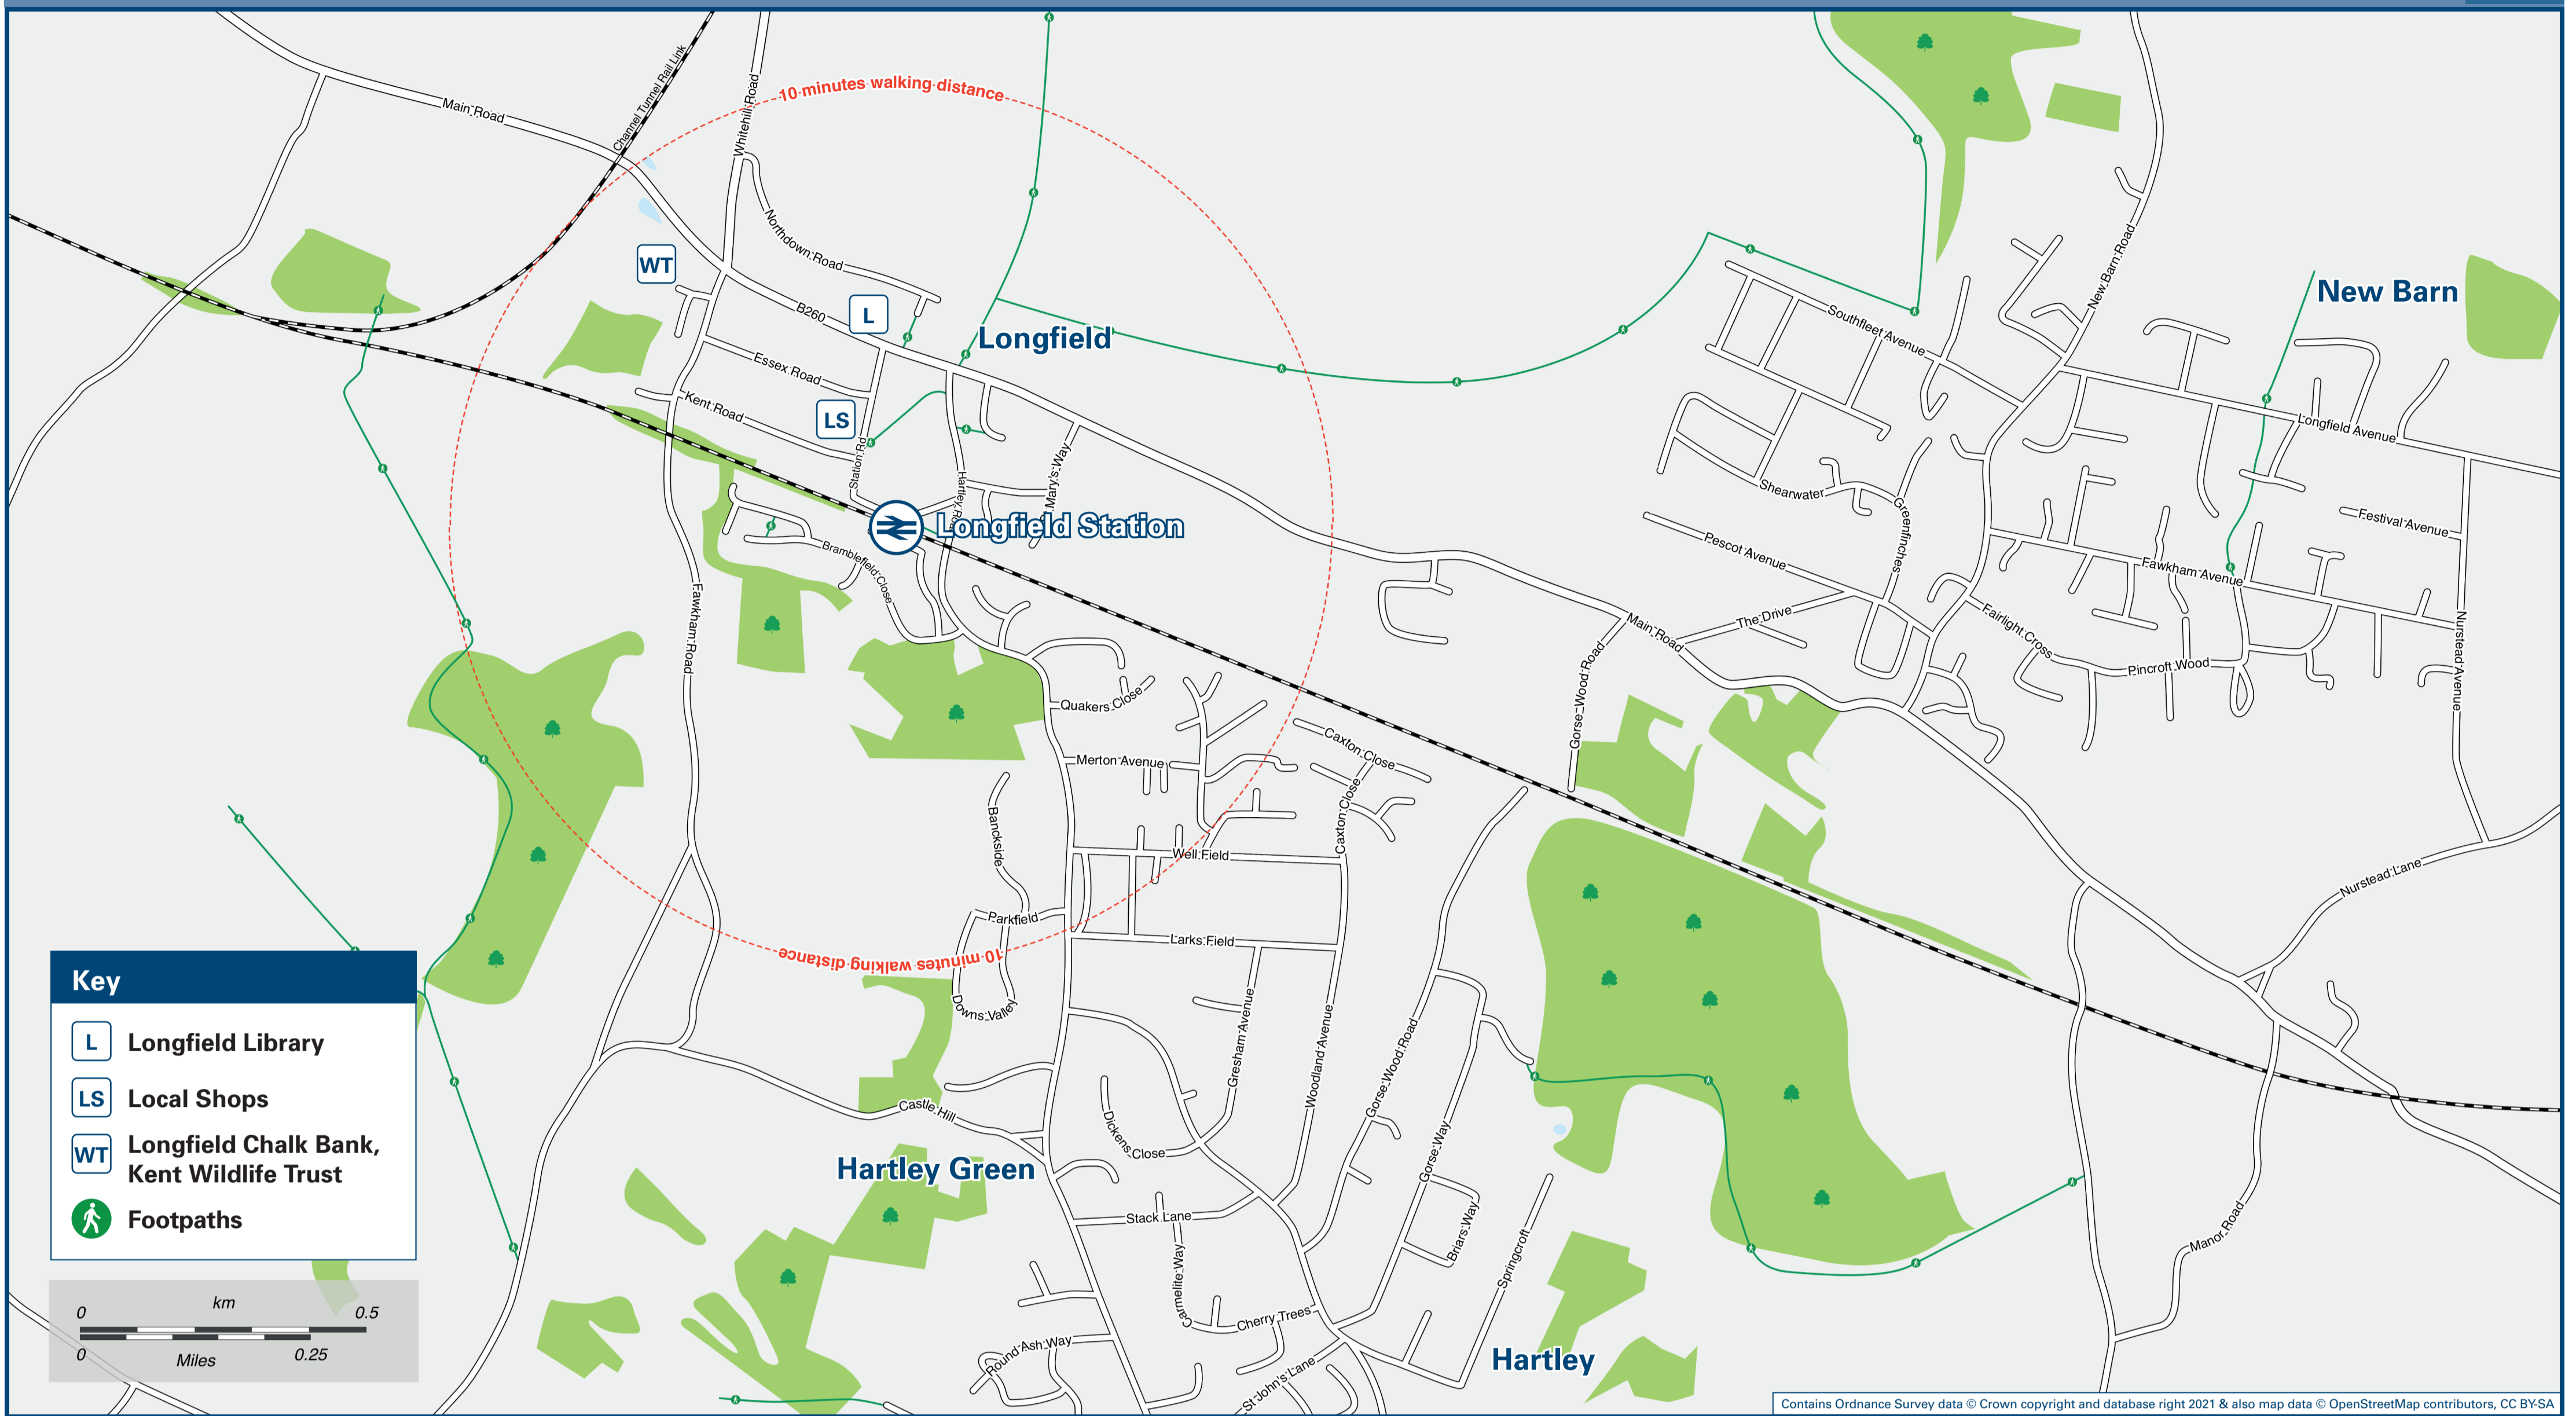 10 minutes walking distance
Main Road
Channel Tunnel Rail Link
Whitehill Road
Northdown Road
WT
B260
L
Longfield
Essex Road
Kent Road
LS
Station Rd
Hartley Ro
Mary's Way
Longfield Station
Bramblefield Close
Fawkham Road
Southfleet Avenue
New Barn Road
New Barn
Longfield Avenue
Shearwater
Greenfinches
Festival Avenue
Pescot Avenue
Fawkham Avenue
The Drive
Main Road
Fairlight Cross
Pincroft Wood
Nurstead Avenue
Gorse Wood Road
Quakers Close
Merton Avenue
Caxton Close
Caxton Close
Bancksside
Well Field
Nurstead Lane
Parkfield
Larks Field
10 minutes walking distance
Downs Valley
Gresham Avenue
Woodland Avenue
Gorse Wood Road
Castle Hill
Dickens Close
Gorse Way
Hartley Green
Stack Lane
Briars Way
Carmelite Way
Springcroft
Manor Road
Cherry Trees
Round Ash Way
St John's Lane
Hartley
Key
L Longfield Library
LS Local Shops
WT Longfield Chalk Bank,
Kent Wildlife Trust
Footpaths
0 km 0.5
0 Miles 0.25
Contains Ordnance Survey data © Crown copyright and database right 2021 & also map data © OpenStreetMap contributors, CC BY-SA